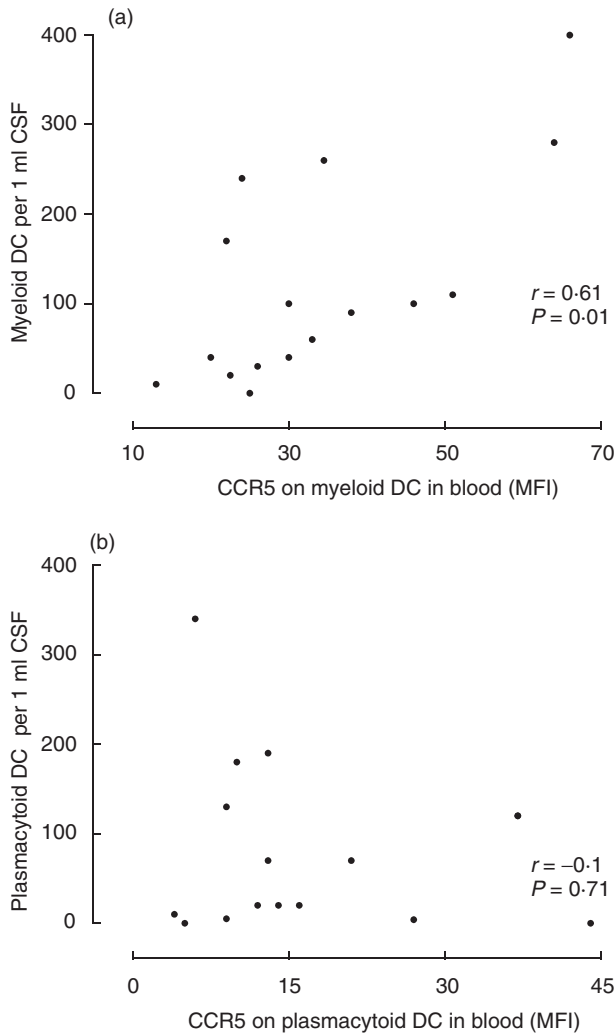 (a)
400
300
200
100
0
Myeloid DC per 1 ml CSF
r = 0·61
P = 0·01
10 30 50 70
CCR5 on myeloid DC in blood (MFI)
(b)
400
300
200
100
0
Plasmacytoid DC per 1 ml CSF
r = –0·1
P = 0·71
0 15 30 45
CCR5 on plasmacytoid DC in blood (MFI)